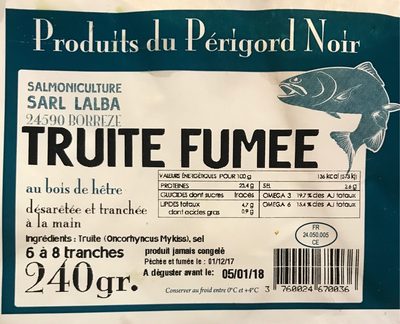 Produits du Périgord Noir
SALMONICULTURE
SARL LALBA
24590 BORREZE
TRUITE FUMEE
au bois de hêtre
désarêtée et tranchée
à la main
VALEURS ENERGETIQUES POUR 100 g 136 kcal (573 kj)
PROTEINES 23.4 g SEL 2.6 g
GLUCIDES dont sucres traces OMEGA 3 19.7 % des AJ totaux
LIPIDES totaux 4.7 g OMEGA 6 15.4 % des AJ totaux
dont acides gras 0.9 g
Ingrédients : Truite (Oncorhyncus Mykiss), sel
6 à 8 tranches
240gr.
produit jamais congelé
Péchée et fumée le : 01/12/17
A déguster avant le: 05/01/18
Conserver au froid entre 0°C et +4°C
FR
24.050.005
CE
3 760024 670036